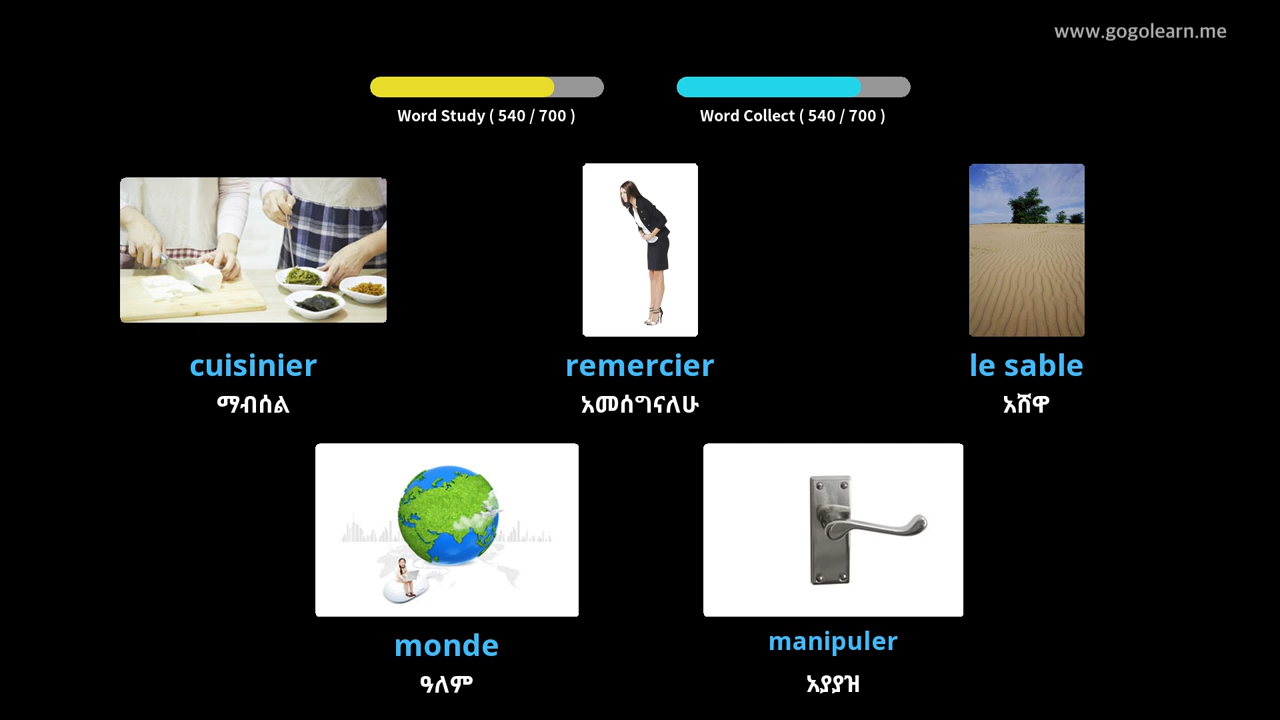 www.gogolearn.me
Word Study ( 540 / 700 )
Word Collect ( 540 / 700 )
cuisinier
remercier
le sable
ማብሰል
አመሰግናለሁ
አሸዋ
monde
manipuler
ዓለም
አያያዝ